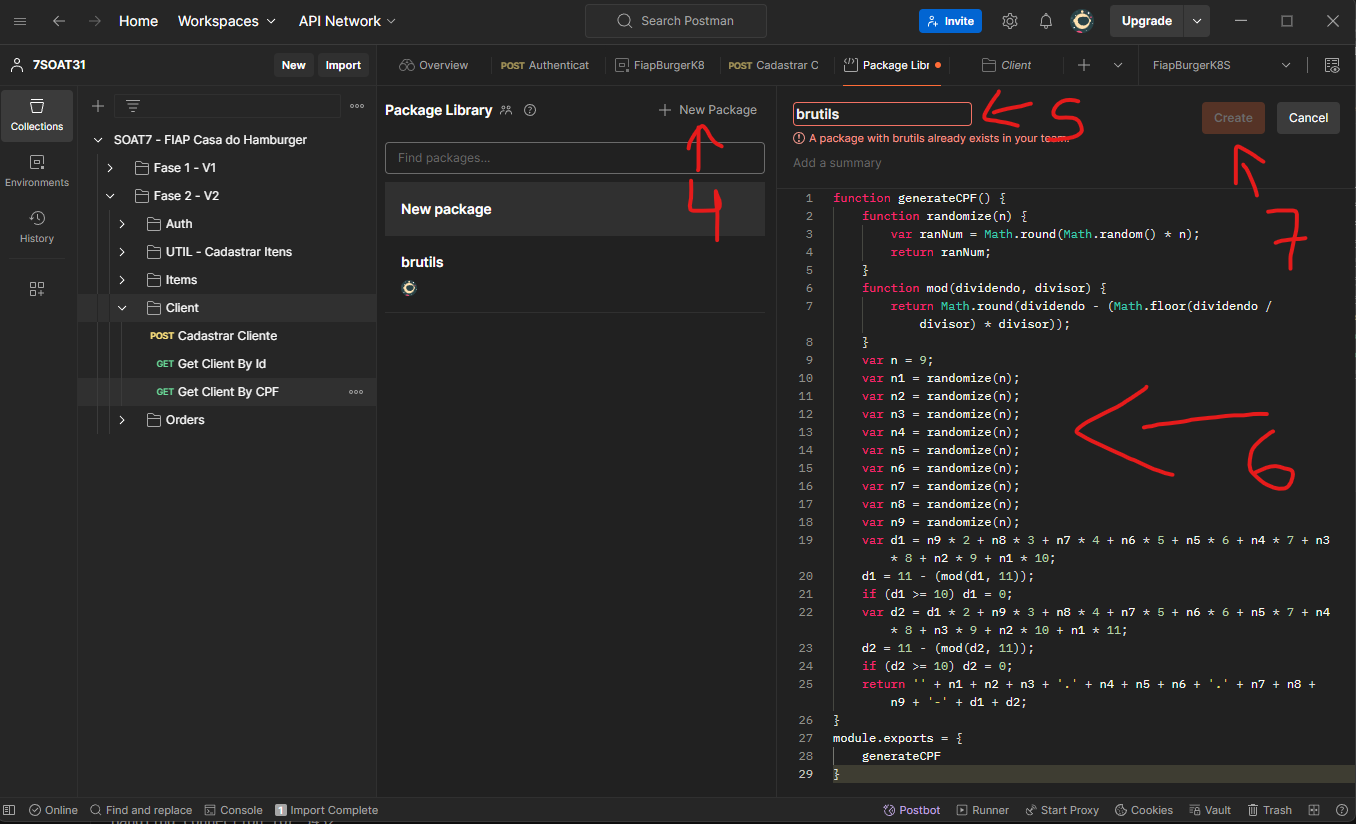 Home Workspaces API Network Search Postman Invite Upgrade
7SOAT31 New Import Overview POST Authenticat FiapBurgerK8 POST Cadastrar C Package Libr Client FiapBurgerK8S
Collections
Environments
History
SOAT7 - FIAP Casa do Hamburger
Fase 1 - V1
Fase 2 - V2
Auth
UTIL - Cadastrar Itens
Items
Client
POST Cadastrar Cliente
GET Get Client By Id
GET Get Client By CPF
Orders
Package Library New Package
Find packages...
4
New package
brutils
brutils
5
Create Cancel
A package with brutils already exists in your team.
Add a summary
7
6
1 function generateCPF() {
2 function randomize(n) {
3 var ranNum = Math.round(Math.random() * n);
4 return ranNum;
5 }
6 function mod(dividendo, divisor) {
7 return Math.round(dividendo - (Math.floor(dividendo /
divisor) * divisor));
8 }
9 var n = 9;
10 var n1 = randomize(n);
11 var n2 = randomize(n);
12 var n3 = randomize(n);
13 var n4 = randomize(n);
14 var n5 = randomize(n);
15 var n6 = randomize(n);
16 var n7 = randomize(n);
17 var n8 = randomize(n);
18 var n9 = randomize(n);
19 var d1 = n9 * 2 + n8 * 3 + n7 * 4 + n6 * 5 + n5 * 6 + n4 * 7 + n3
* 8 + n2 * 9 + n1 * 10;
20 d1 = 11 - (mod(d1, 11));
21 if (d1 >= 10) d1 = 0;
22 var d2 = d1 * 2 + n9 * 3 + n8 * 4 + n7 * 5 + n6 * 6 + n5 * 7 + n4
* 8 + n3 * 9 + n2 * 10 + n1 * 11;
23 d2 = 11 - (mod(d2, 11));
24 if (d2 >= 10) d2 = 0;
25 return '' + n1 + n2 + n3 + '.' + n4 + n5 + n6 + '.' + n7 + n8 +
n9 + '-' + d1 + d2;
26 }
27 module.exports = {
28 generateCPF
29 }
Online Find and replace Console 1 Import Complete Postbot Runner Start Proxy Cookies Vault Trash